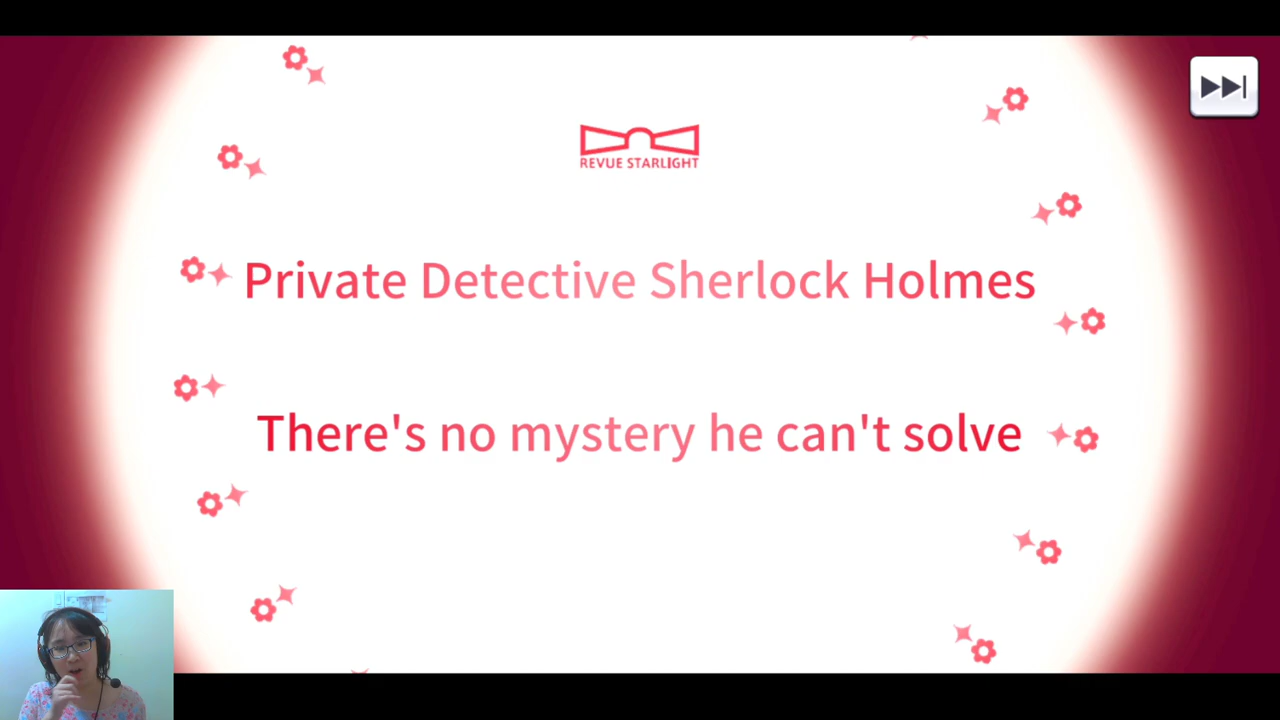 REVUE STARLIGHT
Private Detective Sherlock Holmes
There's no mystery he can't solve